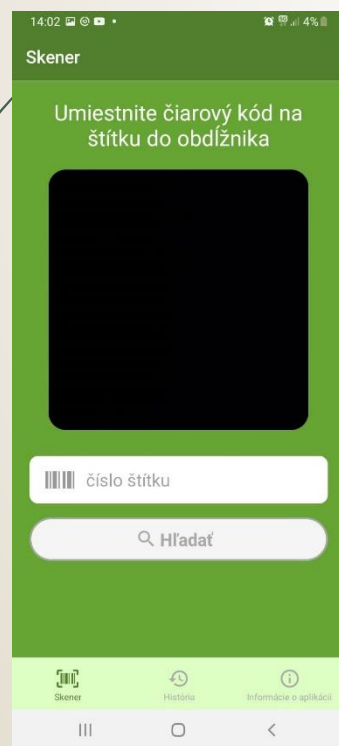 14:02 4%
Skener
Umiestnite čiarový kód na
štítku do obdĺžnika
číslo štítku
Hľadať
Skener
História
Informácie o aplikácii